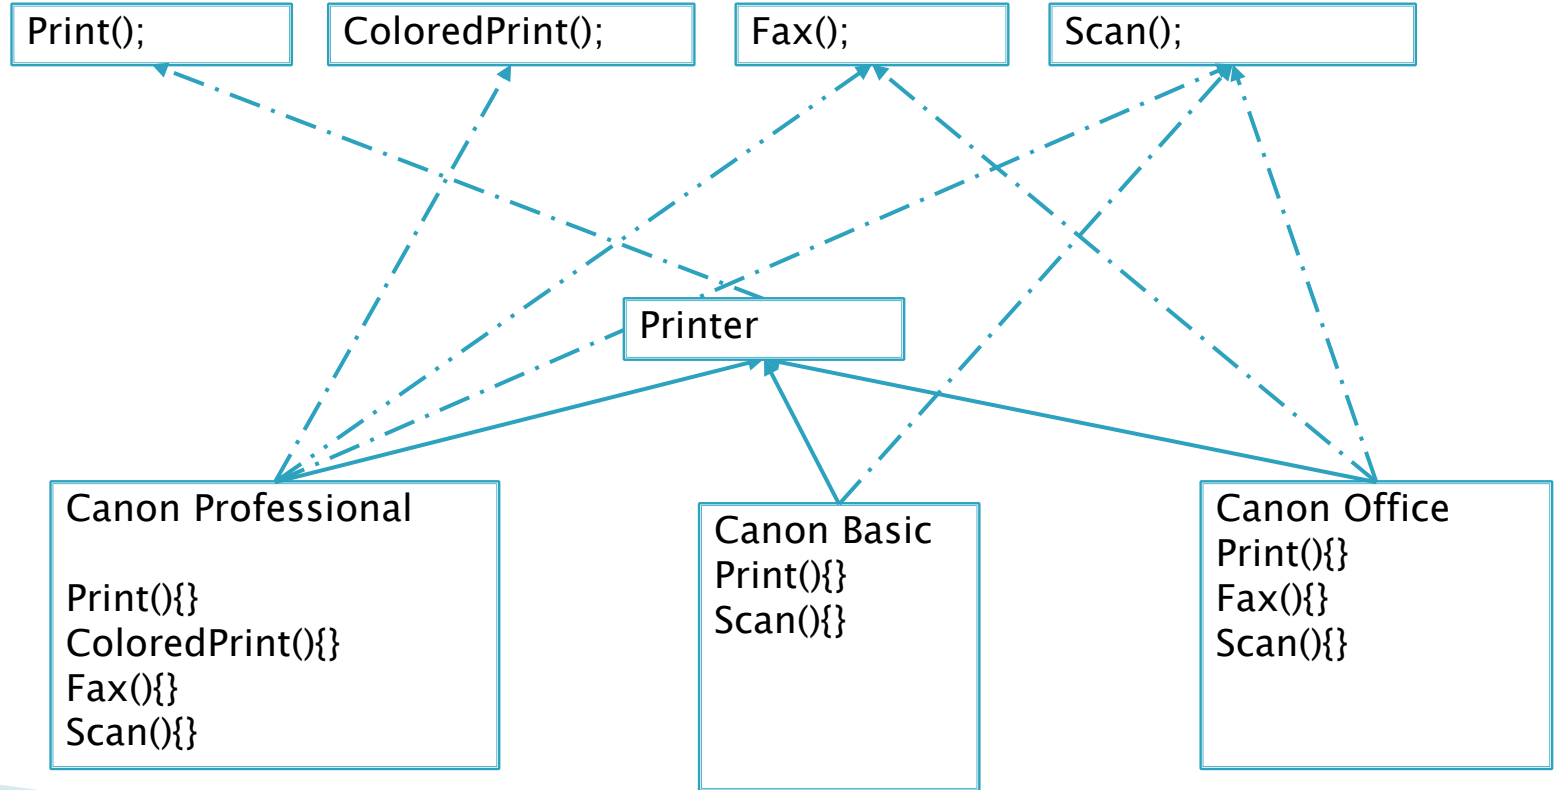 Print();
ColoredPrint();
Fax();
Scan();
Printer
Canon Professional
Print(){}
ColoredPrint(){}
Fax(){}
Scan(){}
Canon Basic
Print(){}
Scan(){}
Canon Office
Print(){}
Fax(){}
Scan(){}